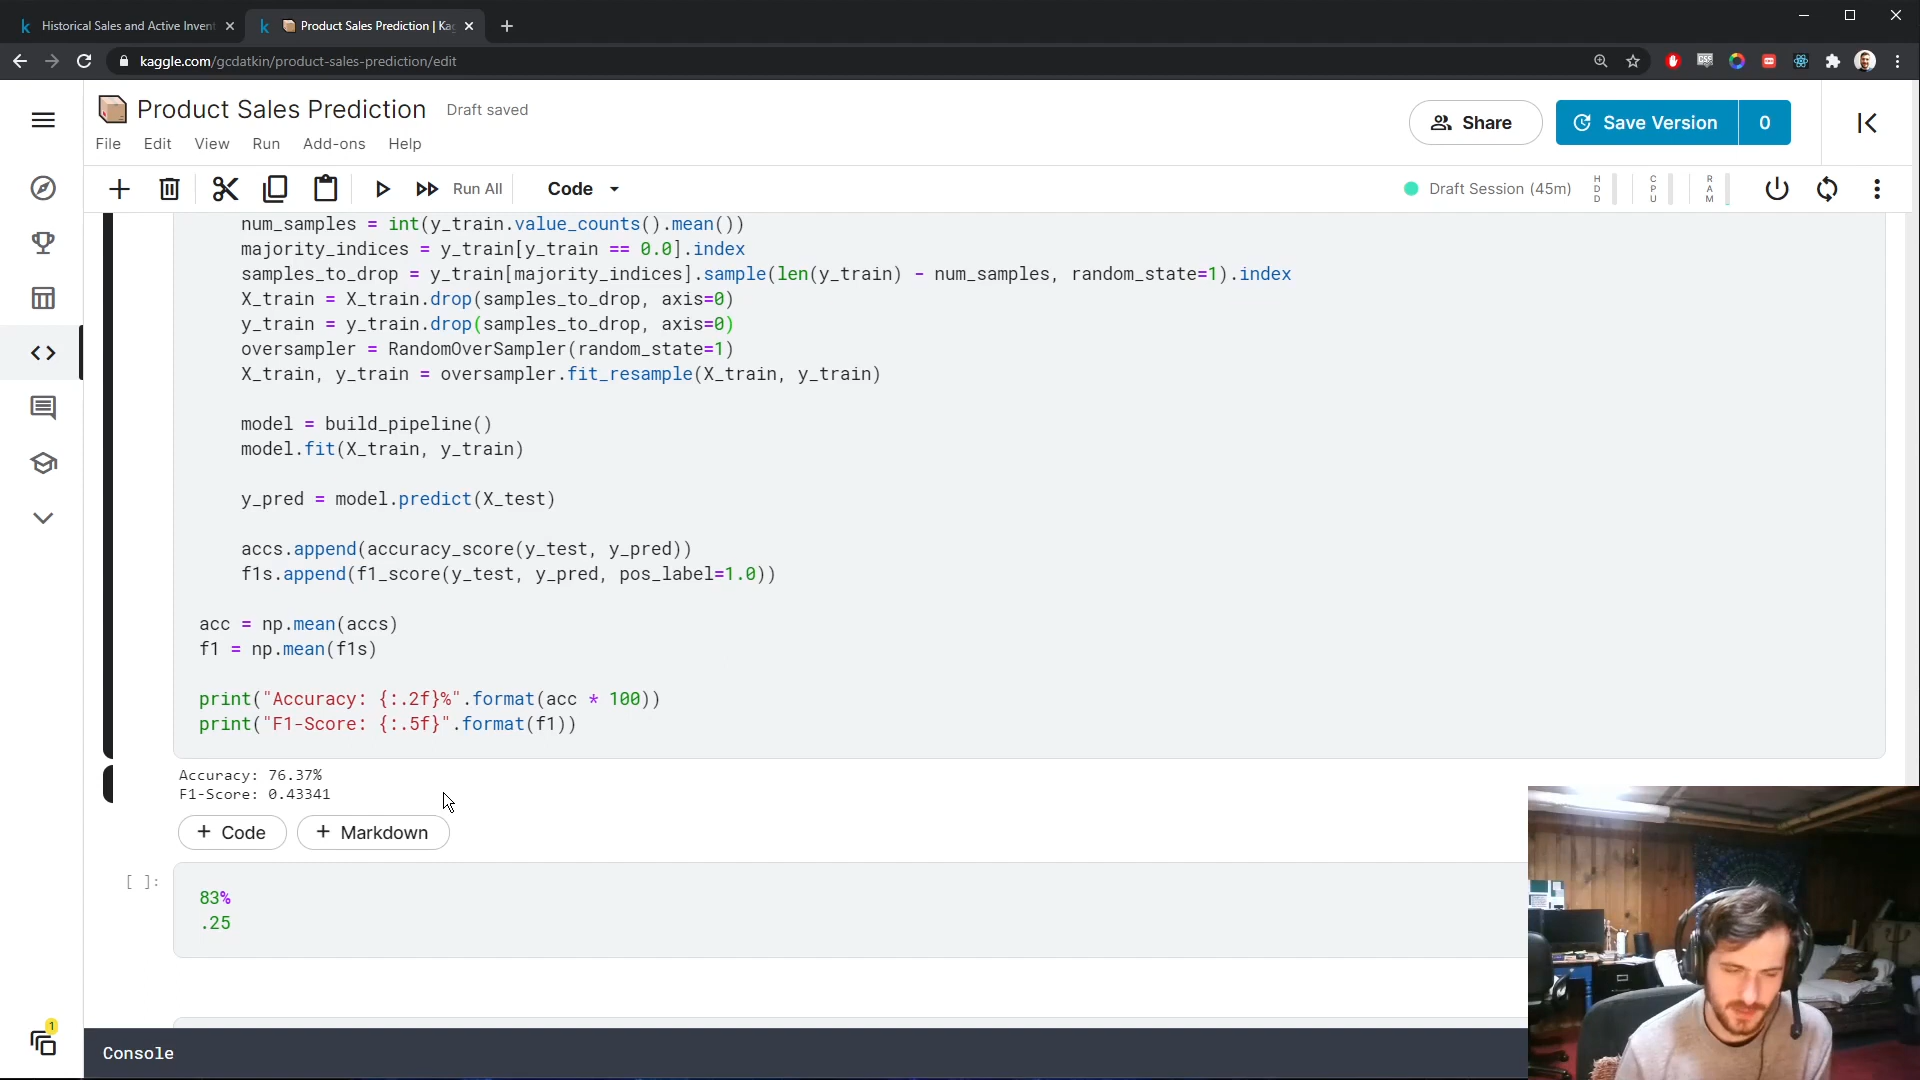 Historical Sales and Active Inven
Product Sales Prediction | Kag
kaggle.com/gcdatkin/product-sales-prediction/edit
Product Sales Prediction
Draft saved
File Edit View Run Add-ons Help
Share
Save Version 0
Run All
Code
Draft Session (45m)
HDD
CPU
RAM
num_samples = int(y_train.value_counts().mean())
majority_indices = y_train[y_train == 0.0].index
samples_to_drop = y_train[majority_indices].sample(len(y_train) - num_samples, random_state=1).index
X_train = X_train.drop(samples_to_drop, axis=0)
y_train = y_train.drop(samples_to_drop, axis=0)
oversampler = RandomOverSampler(random_state=1)
X_train, y_train = oversampler.fit_resample(X_train, y_train)
model = build_pipeline()
model.fit(X_train, y_train)
y_pred = model.predict(X_test)
accs.append(accuracy_score(y_test, y_pred))
f1s.append(f1_score(y_test, y_pred, pos_label=1.0))
acc = np.mean(accs)
f1 = np.mean(f1s)
print("Accuracy: {:.2f}%".format(acc * 100))
print("F1-Score: {:.5f}".format(f1))
Accuracy: 76.37%
F1-Score: 0.43341
+ Code
+ Markdown
[ ]:
83%
.25
1
Console